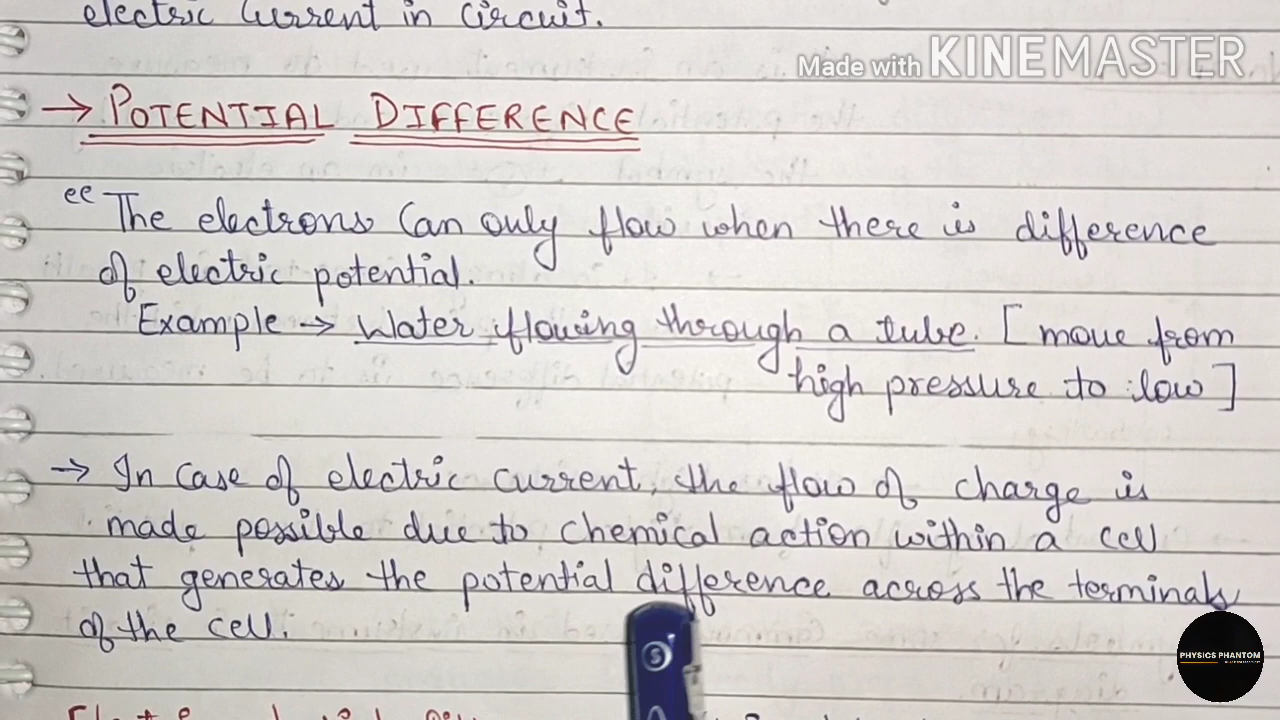 electric current in circuit.
Made with KINEMASTER
→ POTENTIAL DIFFERENCE
"The electrons can only flow when there is difference
of electric potential.
Example → Water flowing through a tube. [move from
high pressure to low]
→ In case of electric current, the flow of charge is
made possible due to chemical action within a cell
that generates the potential difference across the terminals
of the cell.
PHYSICS PHANTOM